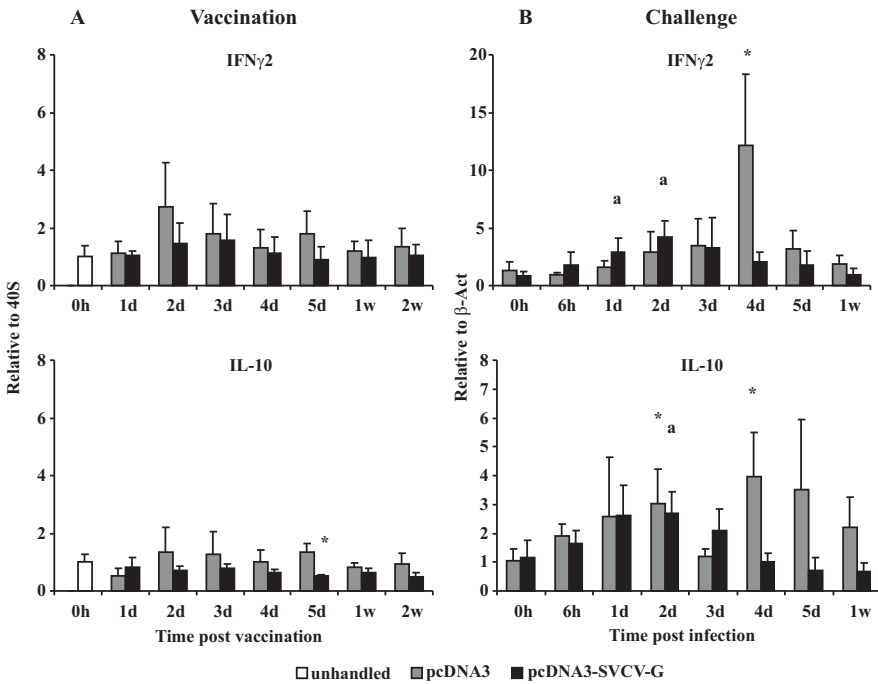 A Vaccination B Challenge
IFNγ2
8
6
4
2
0
0h 1d 2d 3d 4d 5d 1w 2w
IFNγ2
20
15
10
5
0
a a *
0h 6h 1d 2d 3d 4d 5d 1w
Relative to 40S
IL-10
8
6
4
2
0
*
0h 1d 2d 3d 4d 5d 1w 2w
Time post vaccination
Relative to β-Act
IL-10
8
7
6
5
4
3
2
1
0
* a *
0h 6h 1d 2d 3d 4d 5d 1w
Time post infection
unhandled pcDNA3 pcDNA3-SVCV-G